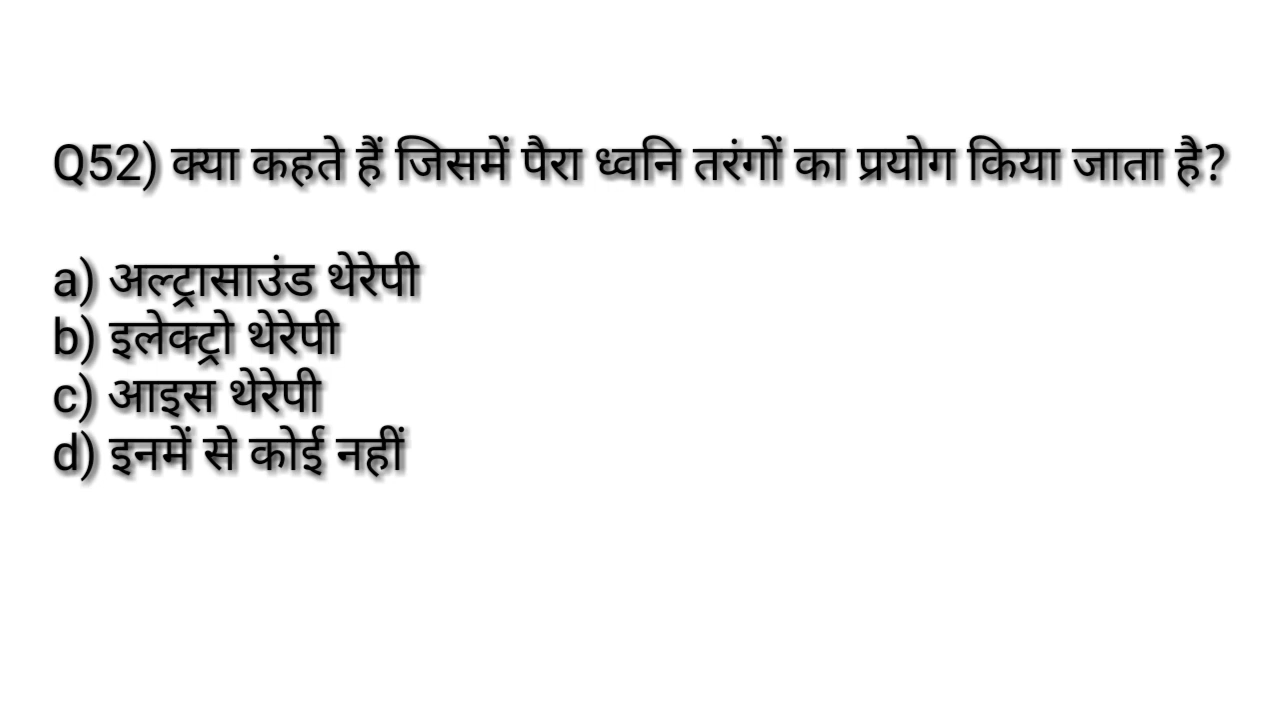 Q52) क्या कहते हैं जिसमें पैरा ध्वनि तरंगों का प्रयोग किया जाता है?
a) अल्ट्रासाउंड थेरेपी
b) इलेक्ट्रो थेरेपी
c) आइस थेरेपी
d) इनमें से कोई नहीं